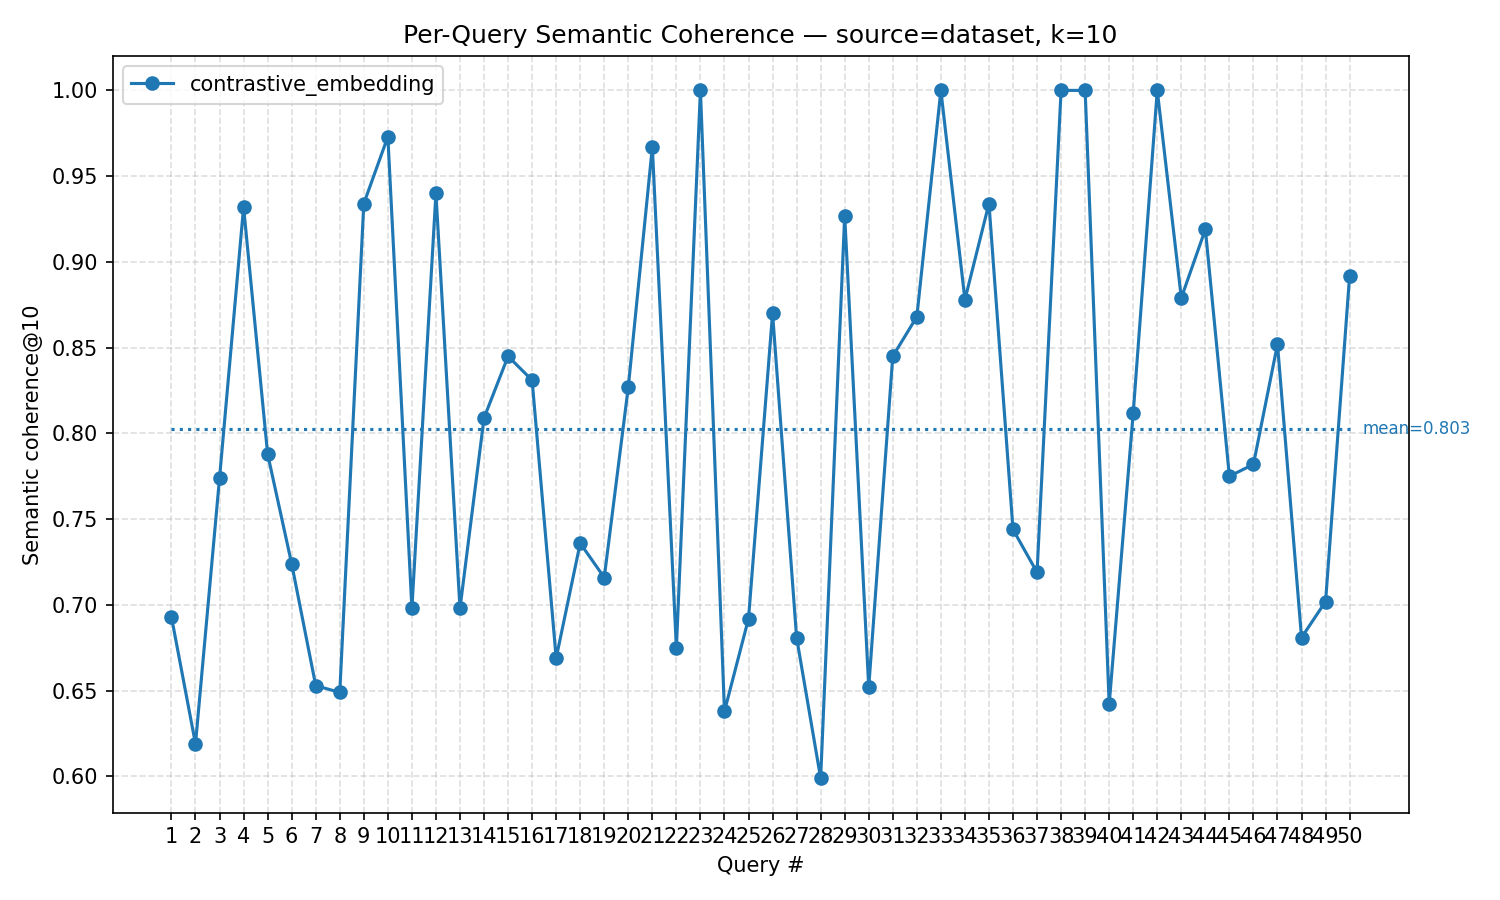 Per-Query Semantic Coherence — source=dataset, k=10
contrastive_embedding
1.00
0.95
0.90
0.85
0.80
0.75
0.70
0.65
0.60
Semantic coherence@10
mean=0.803
1 2 3 4 5 6 7 8 9 10 11 12 13 14 15 16 17 18 19 20 21 22 23 24 25 26 27 28 29 30 31 32 33 34 35 36 37 38 39 40 41 42 43 44 45 46 47 48 49 50
Query #